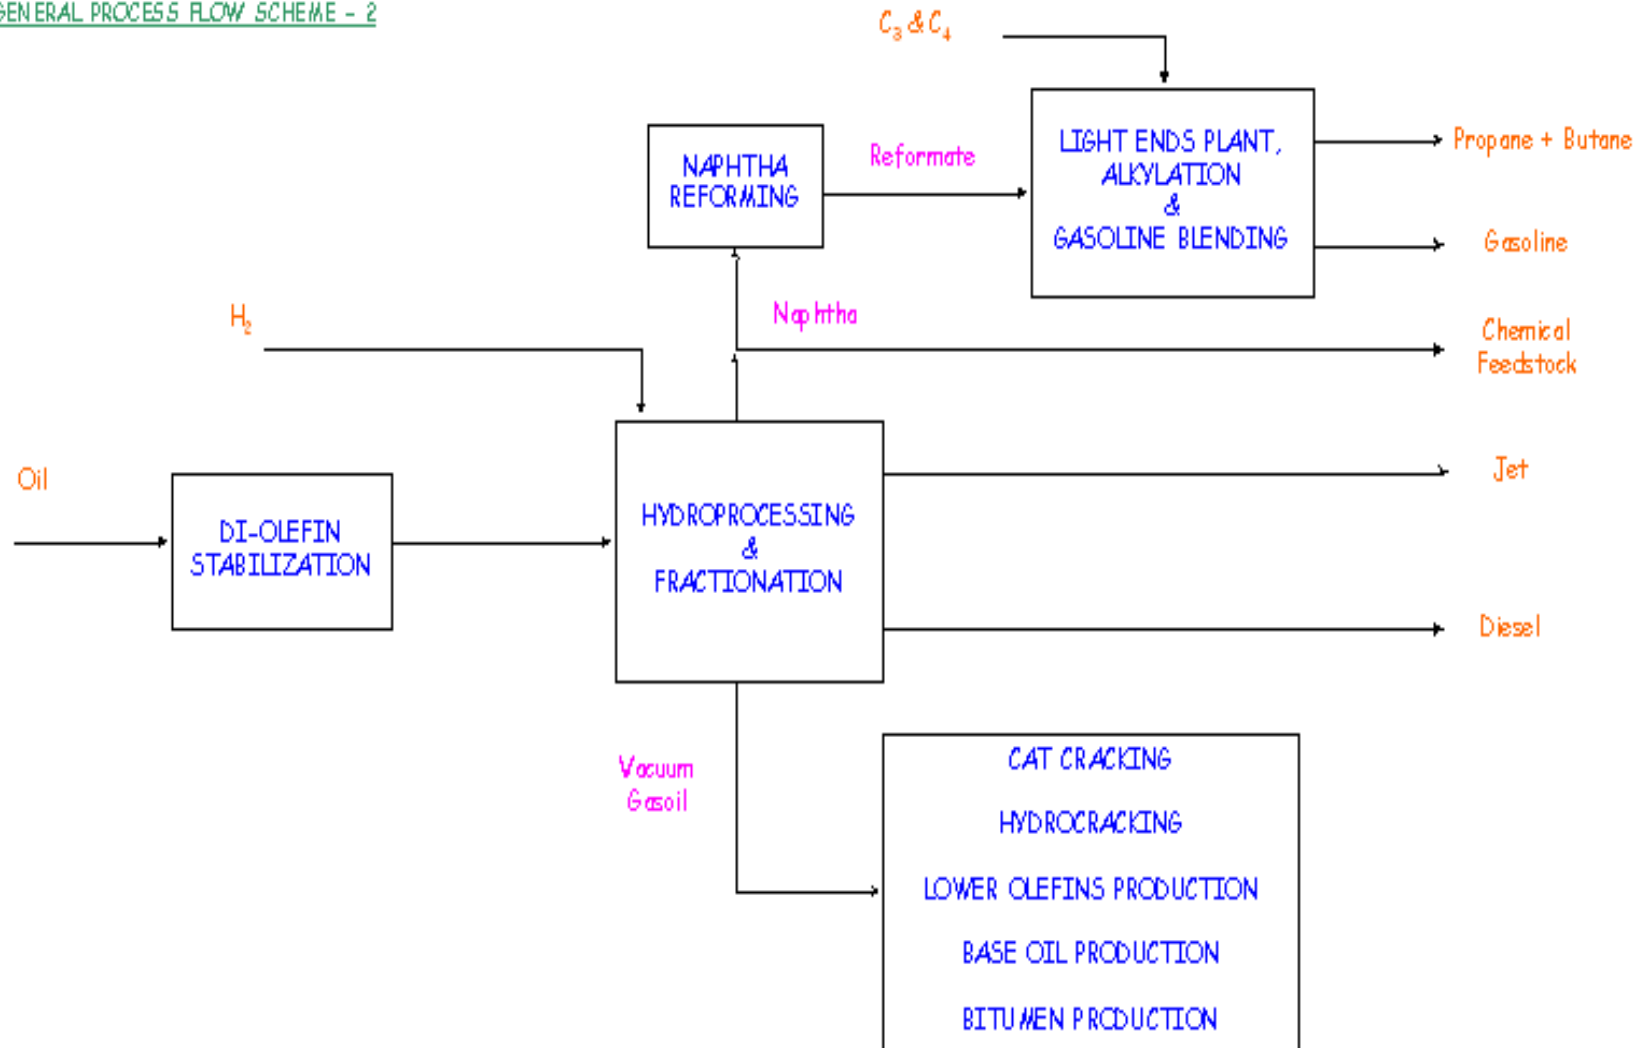 GENERAL PROCESS FLOW SCHEME - 2
C₃ & C₄
LIGHT ENDS PLANT,
ALKYLATION
&
GASOLINE BLENDING
Propane + Butane
NAPHTHA
REFORMING
Reformate
Gasoline
H₂
Naphtha
Chemical
Feedstock
Oil
DI-OLEFIN
STABILIZATION
HYDROPROCESSING
&
FRACTIONATION
Jet
Diesel
Vacuum
Gasoil
CAT CRACKING
HYDROCRACKING
LOWER OLEFINS PRODUCTION
BASE OIL PRODUCTION
BITUMEN PRODUCTION